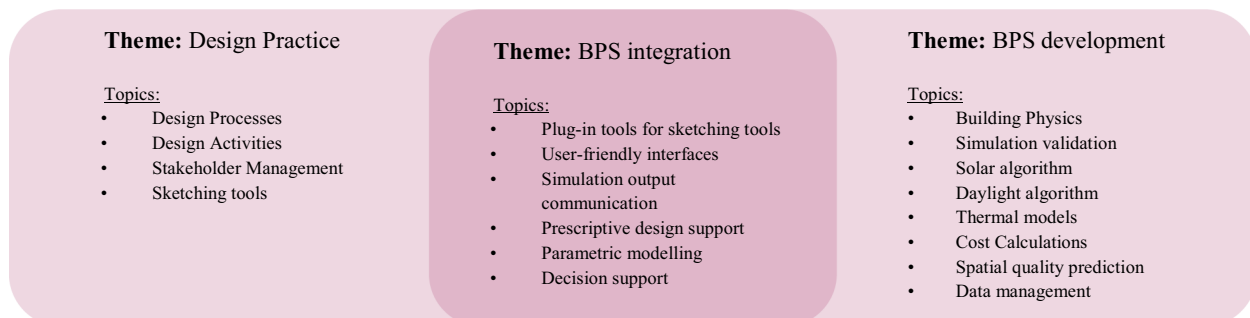 Theme: Design Practice
Topics:
• Design Processes
• Design Activities
• Stakeholder Management
• Sketching tools
Theme: BPS integration
Topics:
• Plug-in tools for sketching tools
• User-friendly interfaces
• Simulation output
communication
• Prescriptive design support
• Parametric modelling
• Decision support
Theme: BPS development
Topics:
• Building Physics
• Simulation validation
• Solar algorithm
• Daylight algorithm
• Thermal models
• Cost Calculations
• Spatial quality prediction
• Data management